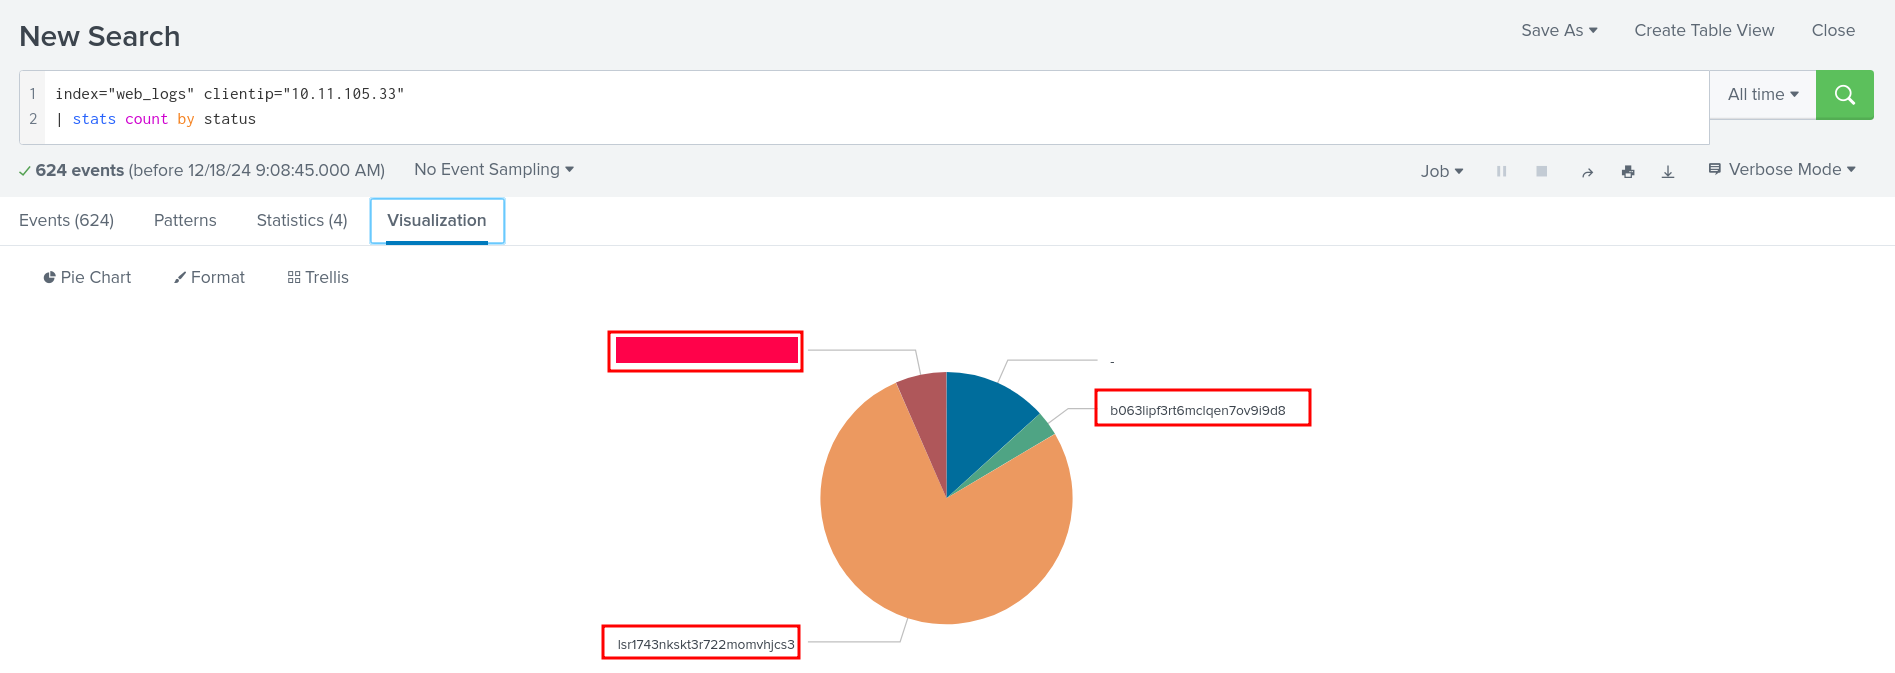 New Search
Save As
Create Table View
Close
1 index="web_logs" clientip="10.11.105.33"
2 | stats count by status
All time
624 events (before 12/18/24 9:08:45.000 AM)
No Event Sampling
Job
Verbose Mode
Events (624)
Patterns
Statistics (4)
Visualization
Pie Chart
Format
Trellis
-
b063lipf3rt6mclqen7ov9i9d8
lsr1743nkskt3r722momvhjcs3